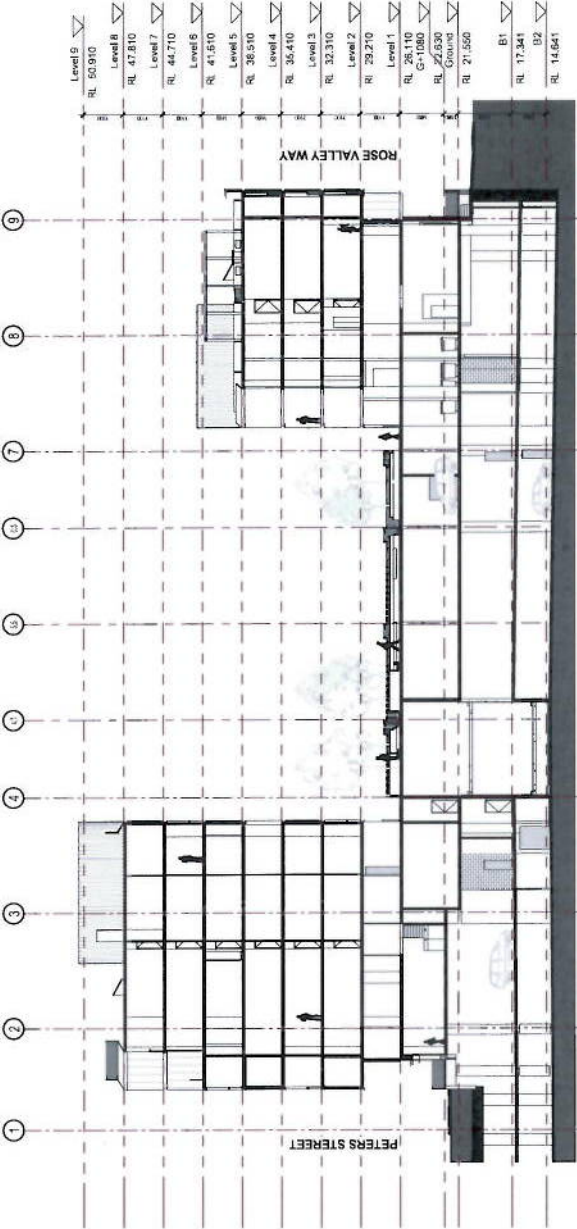 Level 9
RL 50.910
Level 8
RL 47.810
Level 7
RL 44.710
Level 6
RL 41.610
Level 5
RL 38.510
Level 4
RL 35.410
Level 3
RL 32.310
Level 2
RL 29.210
Level 1
RL 26.110
G+1080
RL 22.630
Ground
RL 21.550
B1
RL 17.341
B2
RL 14.641
ROSE VALLEY WAY
PETERS STEREET
1
2
3
4
7
8
9